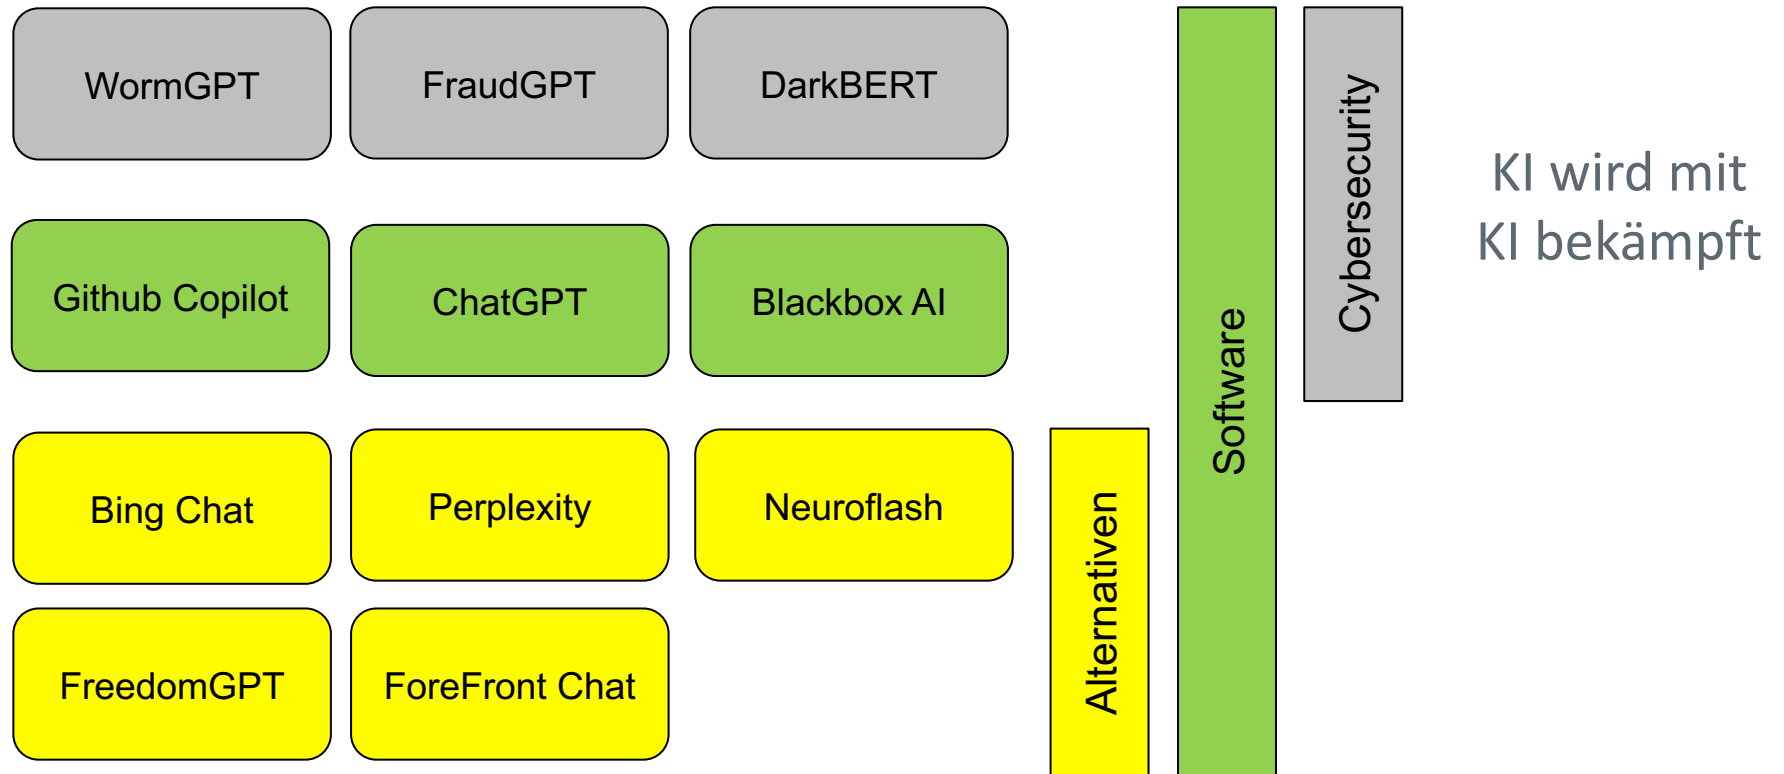 WormGPT
FraudGPT
DarkBERT
Github Copilot
ChatGPT
Blackbox AI
Bing Chat
Perplexity
Neuroflash
FreedomGPT
ForeFront Chat
Alternativen
Software
Cybersecurity
KI wird mit
KI bekämpft